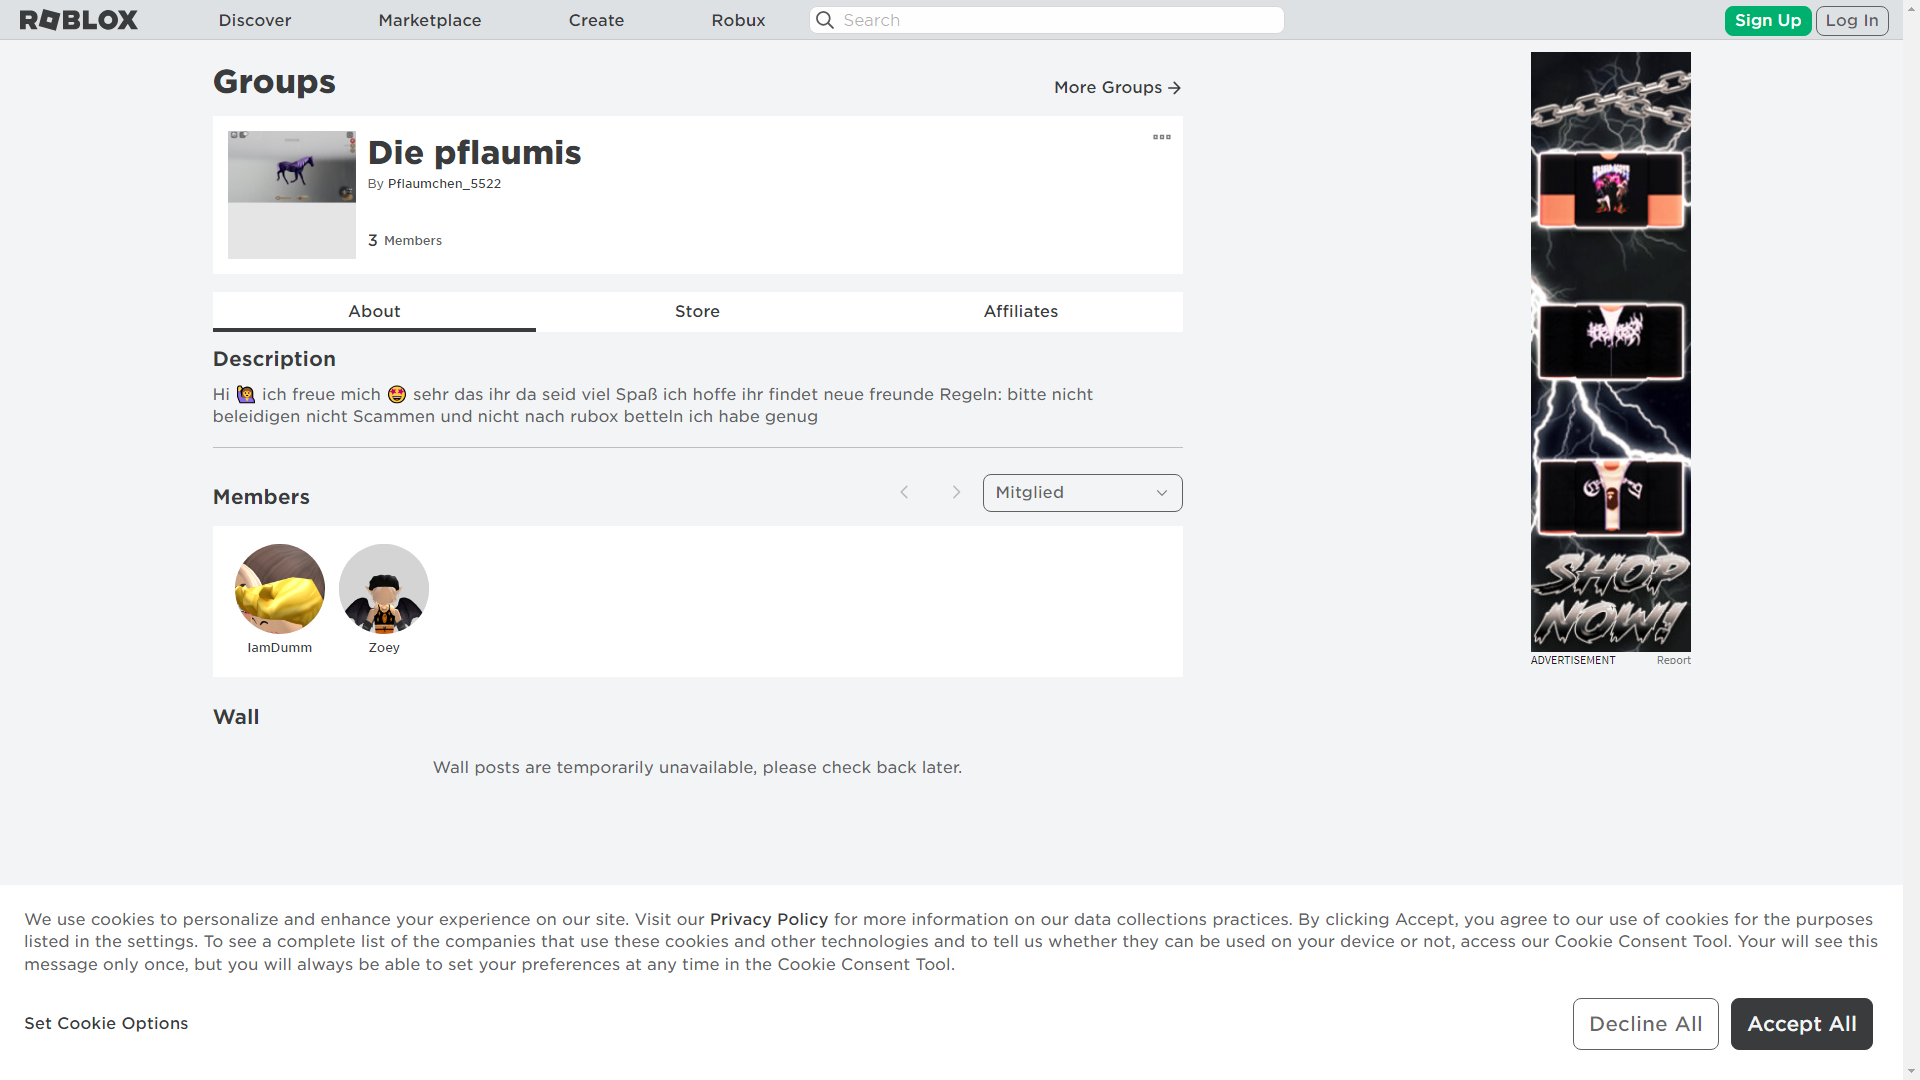 ROBLOX Discover Marketplace Create Robux Search Sign Up Log In
Groups
More Groups
Die pflaumis
By Pflaumchen_5522
3 Members
About Store Affiliates
Description
Hi 🙋‍♀️ ich freue mich 🤩 sehr das ihr da seid viel Spaß ich hoffe ihr findet neue freunde Regeln: bitte nicht
beleidigen nicht Scammen und nicht nach rubox betteln ich habe genug
Members
Mitglied
IamDumm Zoey
Wall
Wall posts are temporarily unavailable, please check back later.
SHOP
NOW!
ADVERTISEMENT Report
We use cookies to personalize and enhance your experience on our site. Visit our Privacy Policy for more information on our data collections practices. By clicking Accept, you agree to our use of cookies for the purposes
listed in the settings. To see a complete list of the companies that use these cookies and other technologies and to tell us whether they can be used on your device or not, access our Cookie Consent Tool. Your will see this
message only once, but you will always be able to set your preferences at any time in the Cookie Consent Tool.
Set Cookie Options
Decline All Accept All